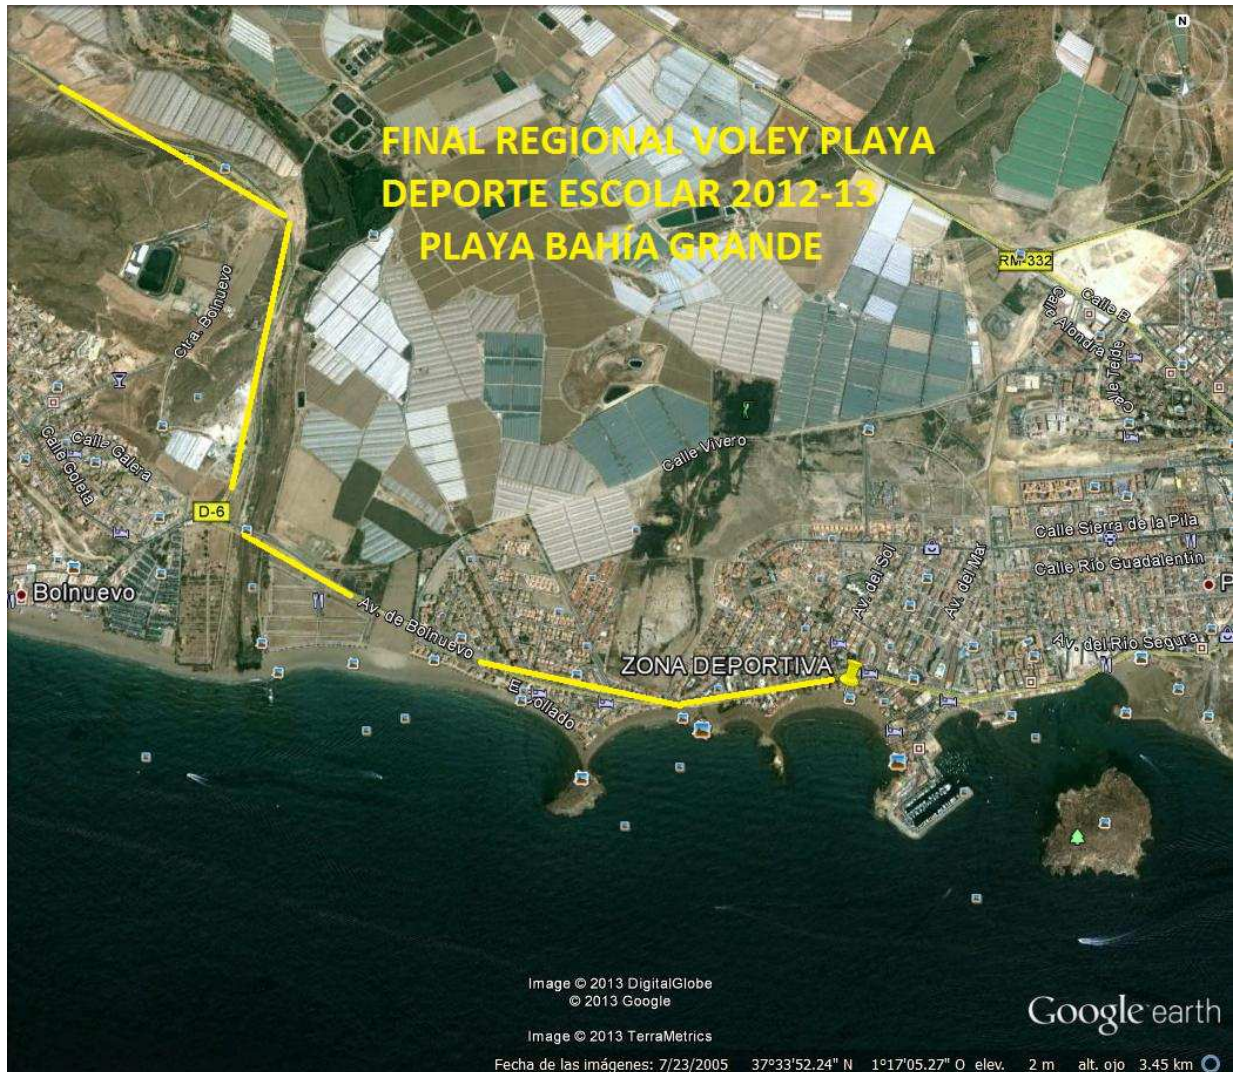 N
FINAL REGIONAL VOLEY PLAYA
DEPORTE ESCOLAR 2012-13
PLAYA BAHÍA GRANDE
RM-332
Calle B
Calle Alondra
Calle Teide
Ctra. Bolnuevo
Calle Galera
Calle Goleta
Calle Vivero
D-6
Calle Sierra de la Pila
Calle Río Guadalentín
Av. del Sol
Av. del Mar
Bolnuevo
P
Av. de Bolnuevo
Av. del Río Segura
ZONA DEPORTIVA
Collado
Image © 2013 DigitalGlobe
© 2013 Google
Image © 2013 TerraMetrics
Google earth
Fecha de las imágenes: 7/23/2005 37°33'52.24" N 1°17'05.27" O elev. 2 m alt. ojo 3.45 km